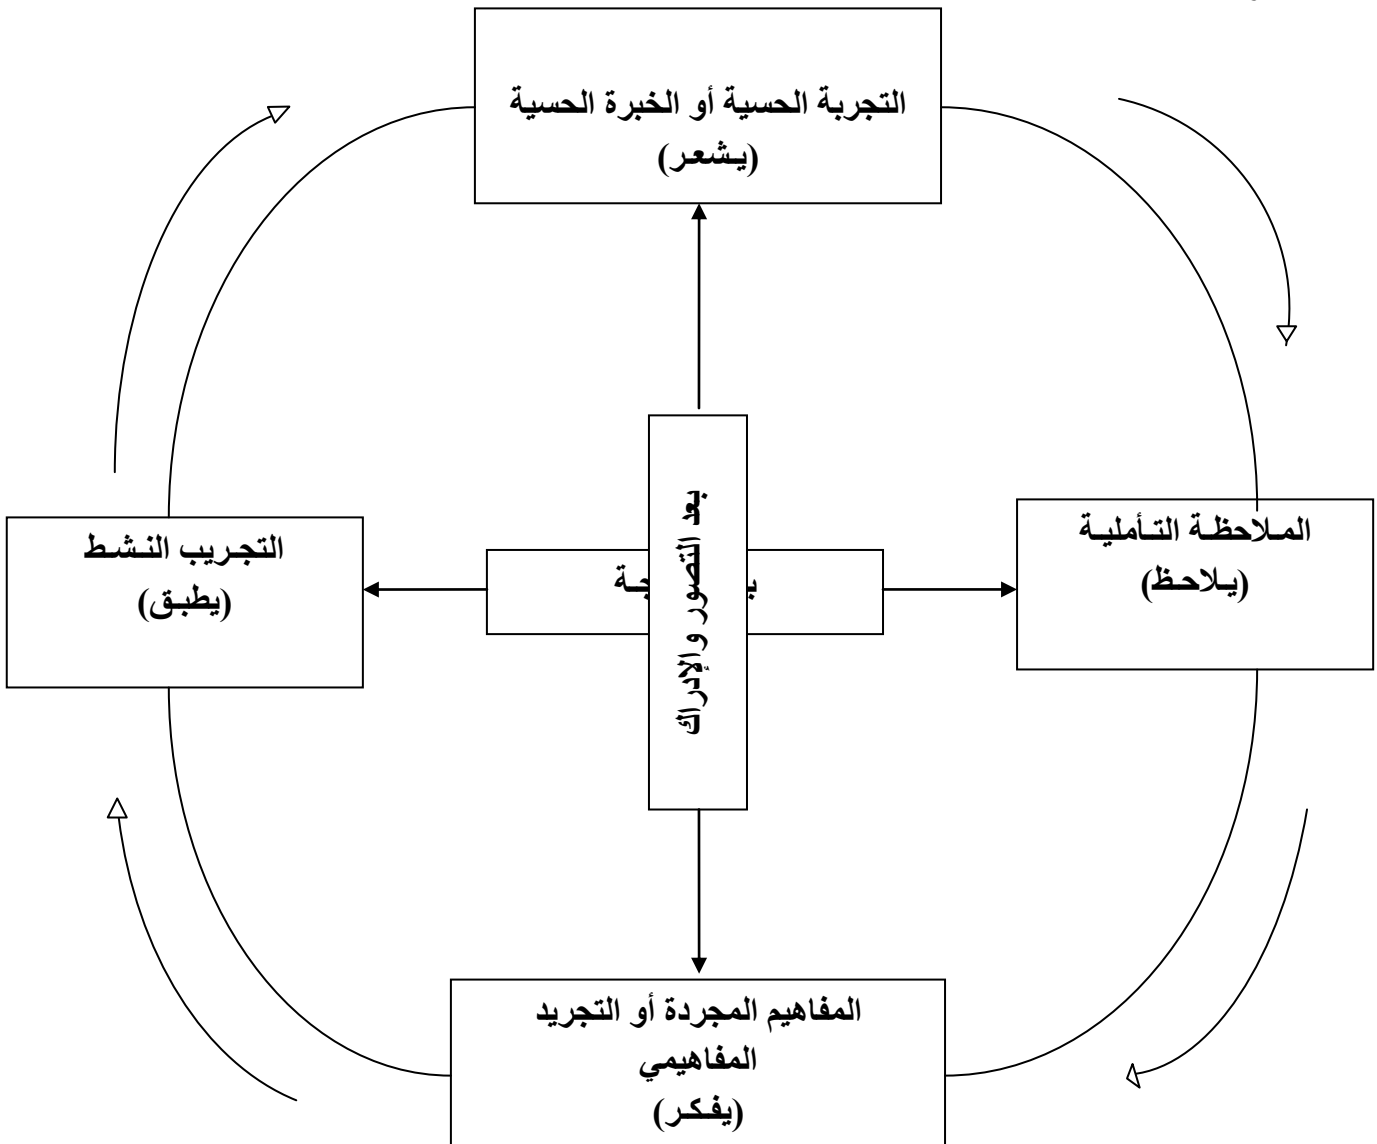 التجربة الحسية أو الخبرة الحسية
(يشعر)
الملاحظة التأملية
(يلاحظ)
بعد التصور والإدراك
التجريب النشط
(يطبق)
المفاهيم المجردة أو التجريد
المفاهيمي
(يفكر)